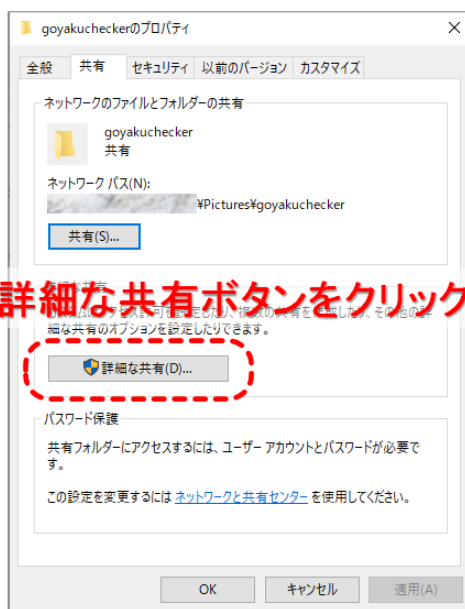 goyakucheckerのプロパティ
全般 共有 セキュリティ 以前のバージョン カスタマイズ
ネットワークのファイルとフォルダーの共有
goyakuchecker
共有
ネットワーク パス(N):
¥Pictures¥goyakuchecker
共有(S)...
詳細な共有ボタンをクリック
細な共有のオプションを設定したりできます。
詳細な共有(D)...
パスワード保護
共有フォルダーにアクセスするには、ユーザー アカウントとパスワードが必要で
す。
この設定を変更するには ネットワークと共有センター を使用してください。
OK キャンセル 適用(A)